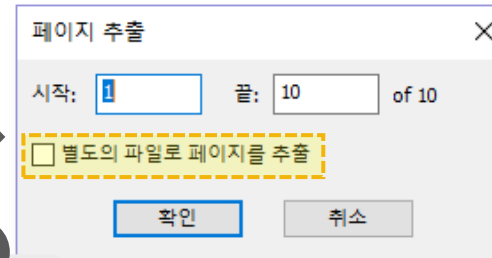 페이지 추출
시작: 1 끝: 10 of 10
별도의 파일로 페이지를 추출
확인 취소